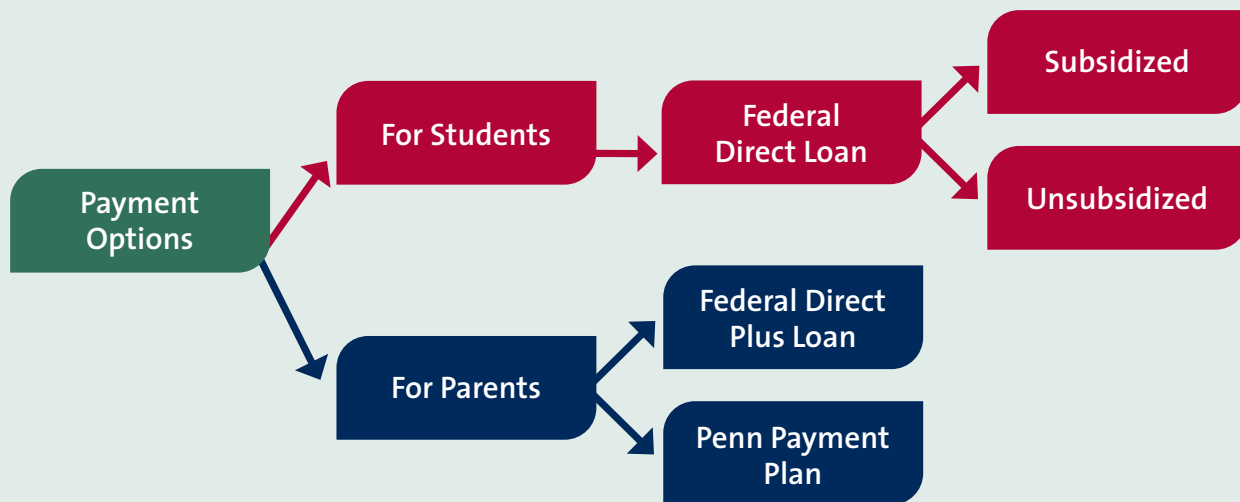 Payment
Options
For Students
Federal
Direct Loan
Subsidized
Unsubsidized
For Parents
Federal Direct
Plus Loan
Penn Payment
Plan